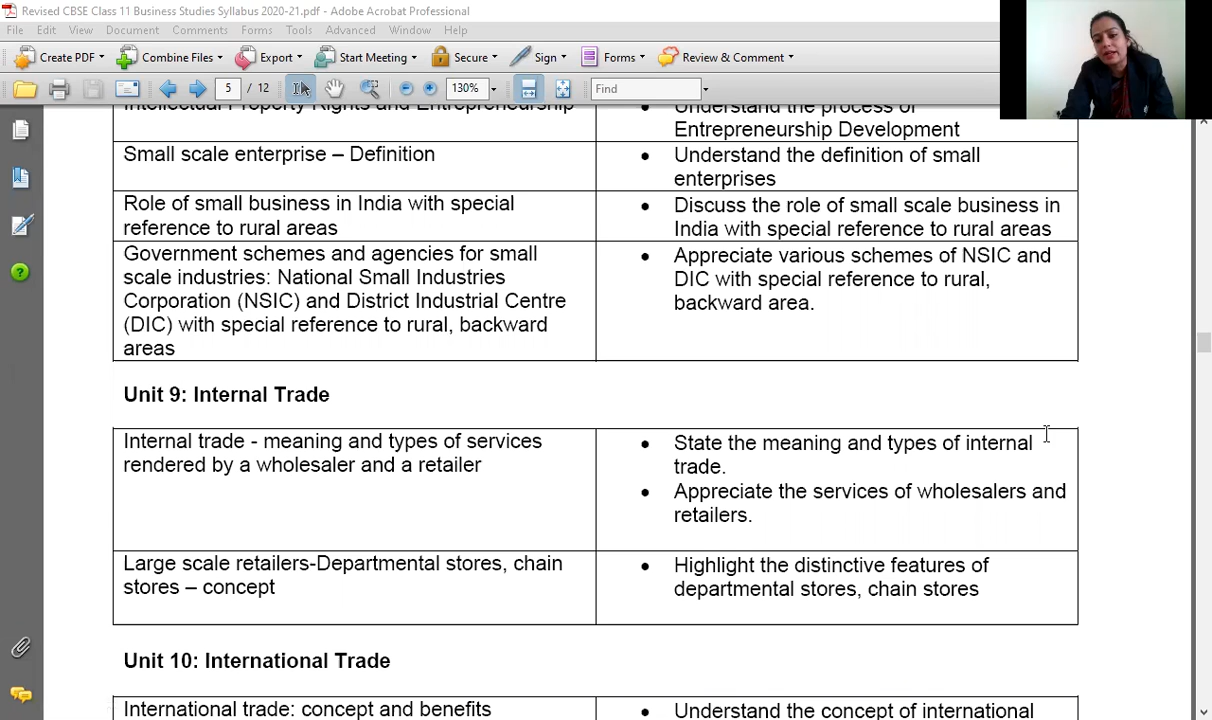 Revised CBSE Class 11 Business Studies Syllabus 2020-21.pdf - Adobe Acrobat Professional
File Edit View Document Comments Forms Tools Advanced Window Help
Create PDF Combine Files Export Start Meeting Secure Sign Forms Review & Comment
5 / 12 130% Find
Intellectual Property Rights and Entrepreneurship
Understand the process of
Entrepreneurship Development
Small scale enterprise – Definition
• Understand the definition of small
enterprises
Role of small business in India with special
reference to rural areas
• Discuss the role of small scale business in
India with special reference to rural areas
Government schemes and agencies for small
scale industries: National Small Industries
Corporation (NSIC) and District Industrial Centre
(DIC) with special reference to rural, backward
areas
• Appreciate various schemes of NSIC and
DIC with special reference to rural,
backward area.
Unit 9: Internal Trade
Internal trade - meaning and types of services
rendered by a wholesaler and a retailer
• State the meaning and types of internal
trade.
• Appreciate the services of wholesalers and
retailers.
Large scale retailers-Departmental stores, chain
stores – concept
• Highlight the distinctive features of
departmental stores, chain stores
Unit 10: International Trade
International trade: concept and benefits
• Understand the concept of international